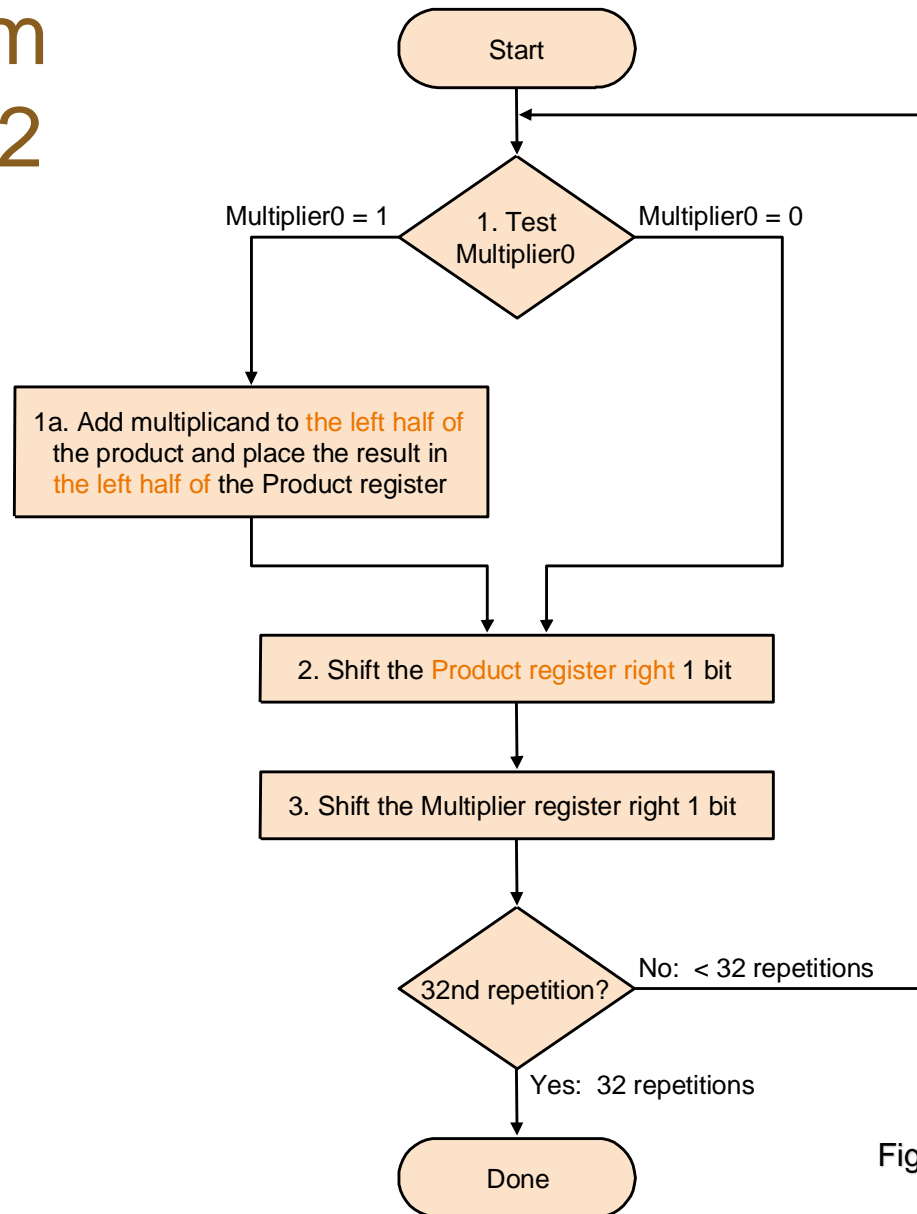 m
2
Start
Multiplier0 = 1
1. Test
Multiplier0
Multiplier0 = 0
1a. Add multiplicand to the left half of
the product and place the result in
the left half of the Product register
2. Shift the Product register right 1 bit
3. Shift the Multiplier register right 1 bit
32nd repetition?
No: < 32 repetitions
Yes: 32 repetitions
Done
Fig